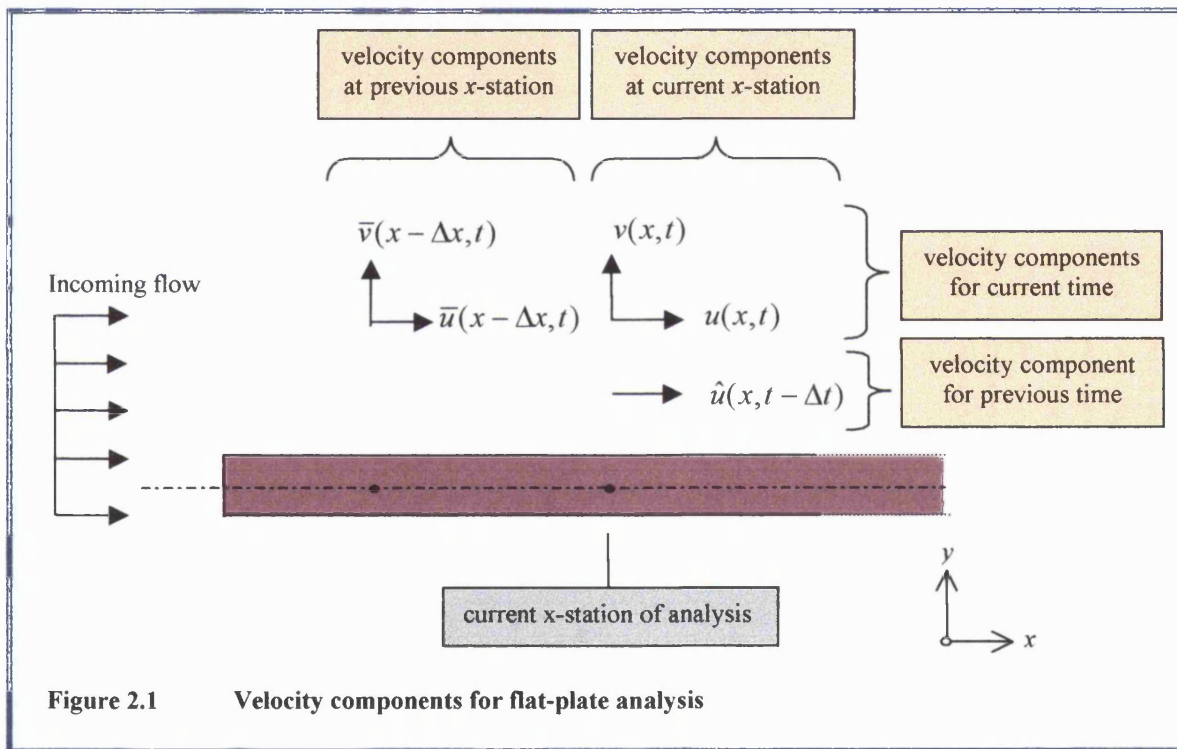 velocity components
at previous x-station
velocity components
at current x-station
v̅(x − Δx, t)
v(x, t)
Incoming flow
u̅(x − Δx, t)
u(x, t)
velocity components
for current time
û(x, t − Δt)
velocity component
for previous time
current x-station of analysis
y
x
Figure 2.1 Velocity components for flat-plate analysis